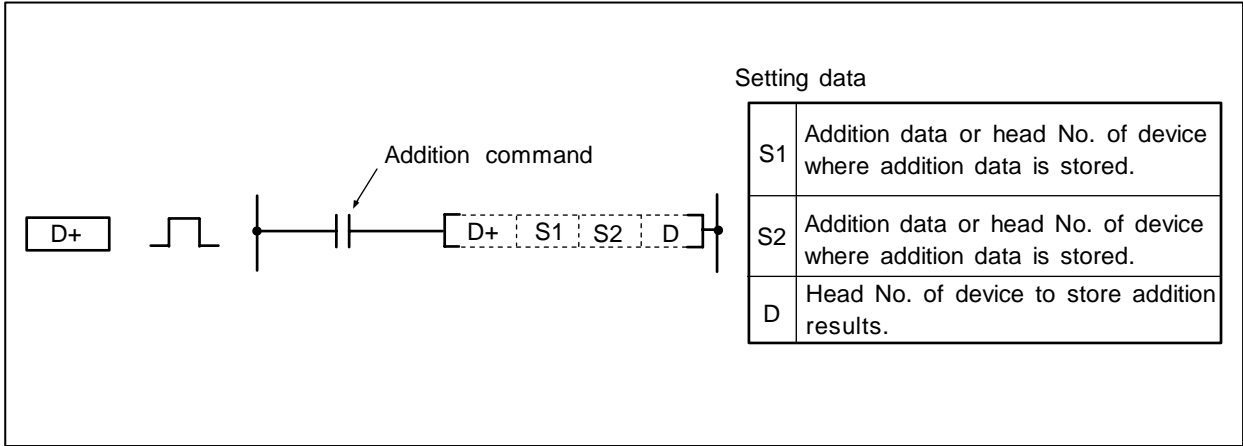 Setting data
Addition command
D+
D+ S1 S2 D
S1
Addition data or head No. of device
where addition data is stored.
S2
Addition data or head No. of device
where addition data is stored.
D
Head No. of device to store addition
results.